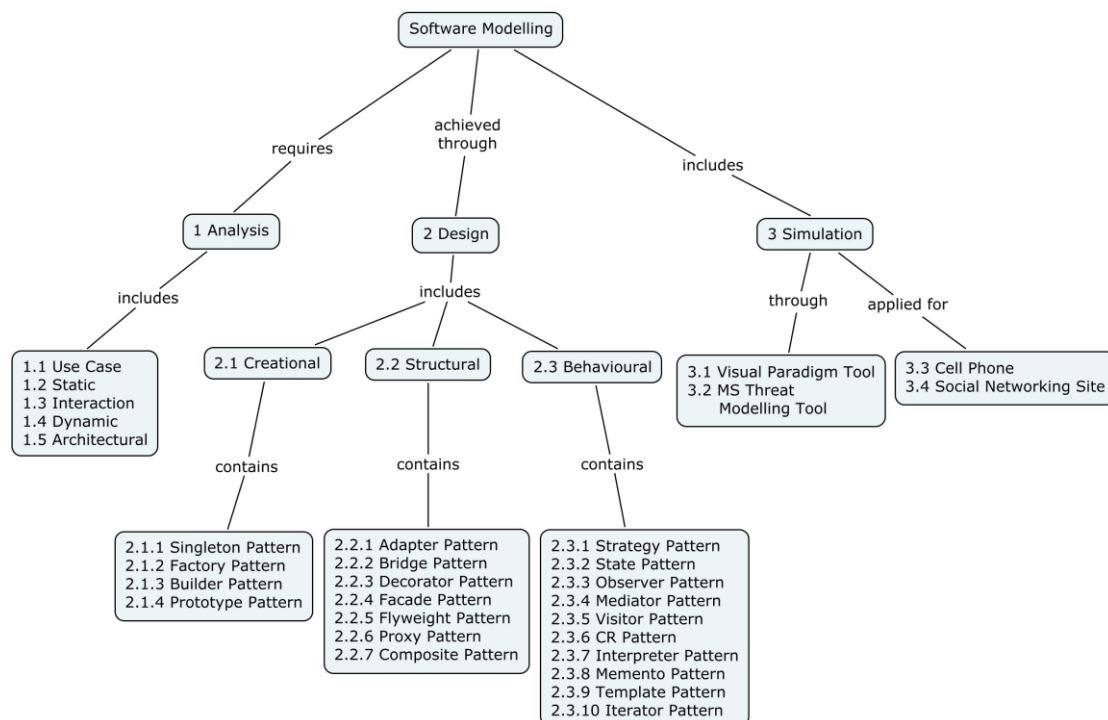 Software Modelling
requires
achieved
through
includes
1 Analysis
2 Design
3 Simulation
includes
includes
through
applied for
1.1 Use Case
1.2 Static
1.3 Interaction
1.4 Dynamic
1.5 Architectural
2.1 Creational
2.2 Structural
2.3 Behavioural
3.1 Visual Paradigm Tool
3.2 MS Threat
Modelling Tool
3.3 Cell Phone
3.4 Social Networking Site
contains
contains
contains
2.1.1 Singleton Pattern
2.1.2 Factory Pattern
2.1.3 Builder Pattern
2.1.4 Prototype Pattern
2.2.1 Adapter Pattern
2.2.2 Bridge Pattern
2.2.3 Decorator Pattern
2.2.4 Facade Pattern
2.2.5 Flyweight Pattern
2.2.6 Proxy Pattern
2.2.7 Composite Pattern
2.3.1 Strategy Pattern
2.3.2 State Pattern
2.3.3 Observer Pattern
2.3.4 Mediator Pattern
2.3.5 Visitor Pattern
2.3.6 CR Pattern
2.3.7 Interpreter Pattern
2.3.8 Memento Pattern
2.3.9 Template Pattern
2.3.10 Iterator Pattern